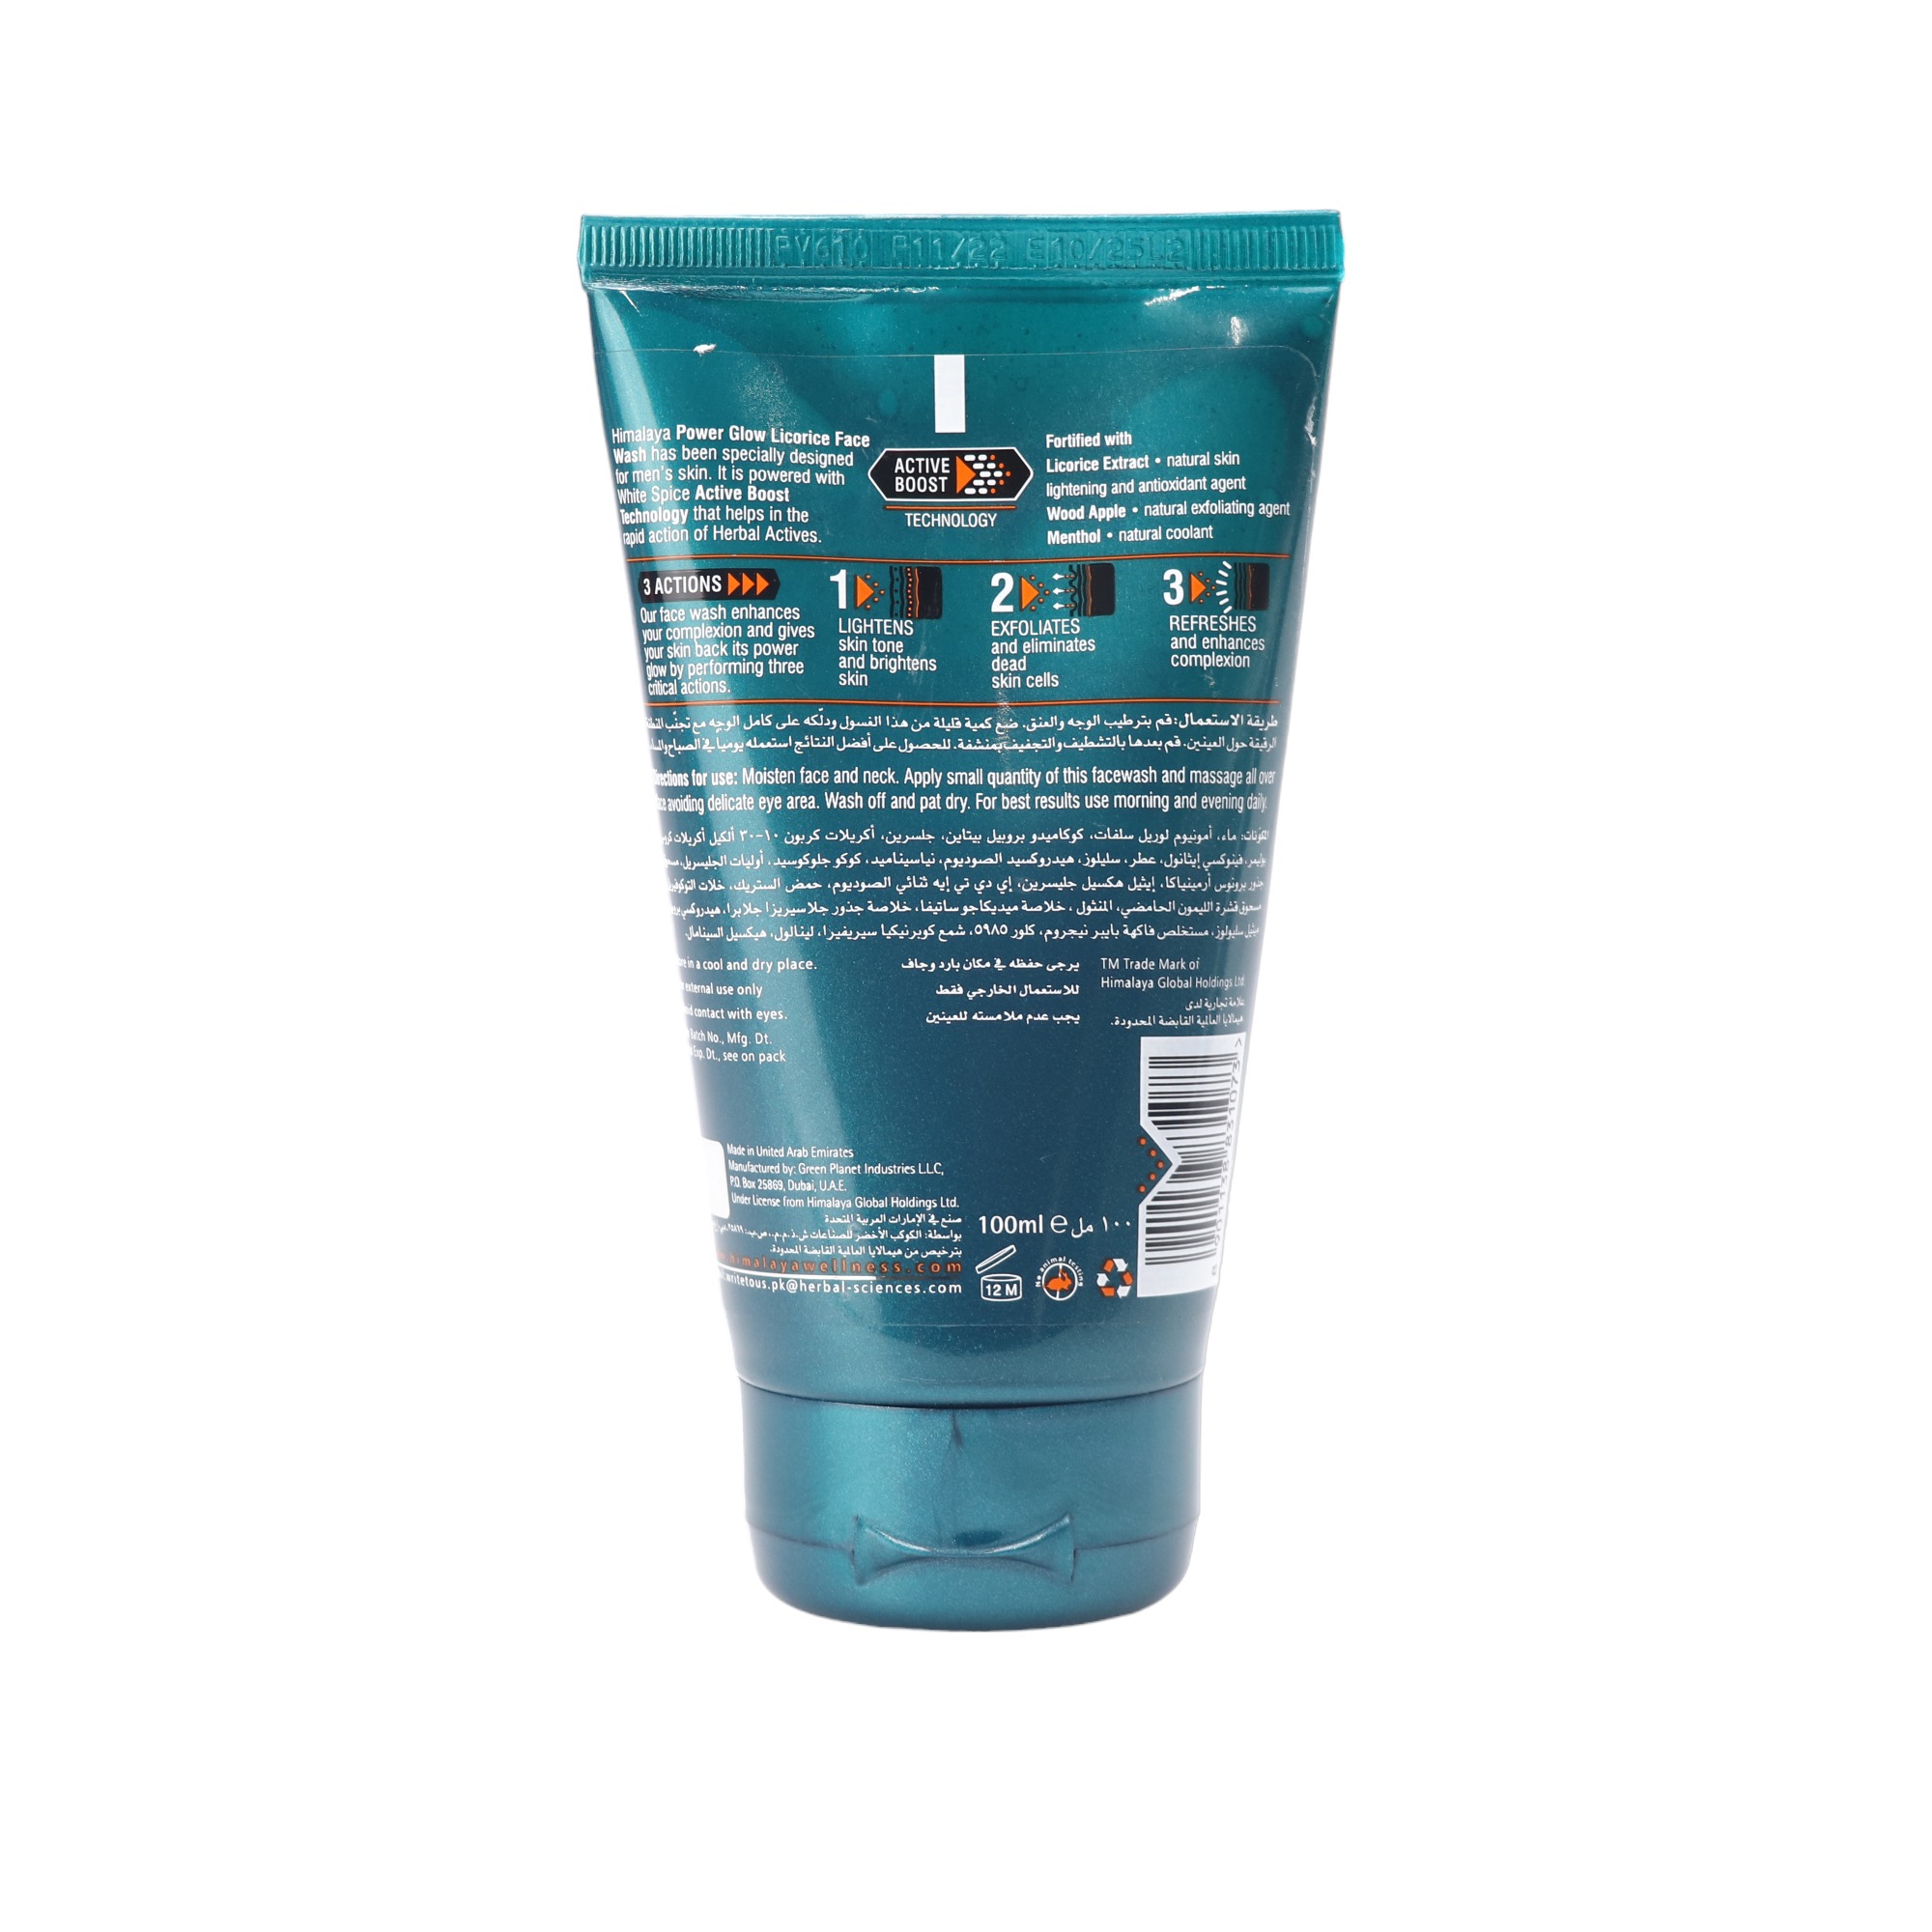 11/22 E10/25L2
Himalaya Power Glow Licorice Face
Wash has been specially designed
for men's skin. It is powered with
White Spice Active Boost
Technology that helps in the
rapid action of Herbal Actives.
ACTIVE
BOOST
TECHNOLOGY
Fortified with
Licorice Extract • natural skin
lightening and antioxidant agent
Wood Apple • natural exfoliating agent
Menthol • natural coolant
3 ACTIONS
Our face wash enhances
your complexion and gives
your skin back its power
glow by performing three
critical actions.
1
LIGHTENS
skin tone
and brightens
skin
2
EXFOLIATES
and eliminates
dead
skin cells
3
REFRESHES
and enhances
complexion
طريقة الاستعمال: قم بترطيب الوجه والعنق. ضع كمية قليلة من هذا الغسول ودلّكه على كامل الوجه مع تجنّب
الرقيقة حول العينين. قم بعدها بالتشطيف والتجفيف بمنشفة. للحصول على أفضل النتائج استعمله يومياً في الصباح
for use: Moisten face and neck. Apply small quantity of this facewash and massage all over
avoiding delicate eye area. Wash off and pat dry. For best results use morning and evening daily.
ماء، أمونيوم لوريل سلفات، كوكاميدو بروبيل بيتاين، جلسرين، أكريلات كربون ١٠-٣٠ ألكيل أكريلات
فينوكسي إيثانول، عطر، سليلوز، هيدروكسيد الصوديوم، نياسيناميد، كوكو جلوكوسيد، أوليات الجليسريل،
جذور برونوس أرمينياكا، إيثيل هكسيل جليسرين، إي دي تي إيه ثنائي الصوديوم، حمض الستريك، خلات
مسحوق قشرة الليمون الحامضي، المنثول، خلاصة ميديكاجو ساتيفا، خلاصة جذور جلاسيريزا جلابرا،
ميثيل سليولوز، مستخلص فاكهة بايبر نيجروم، كلور ٥٩٨٥، شمع كوبرنيكيا سيريفيرا، لينالول، هيكسيل السينامال.
in a cool and dry place.
external use only
contact with eyes.
Batch No., Mfg. Dt.
Exp. Dt., see on pack
يرجى حفظه في مكان بارد وجاف
للاستعمال الخارجي فقط
يجب عدم ملامسته للعينين
TM Trade Mark of
Himalaya Global Holdings Ltd
علامة تجارية لدى
هيمالايا العالمية القابضة المحدودة.
Made in United Arab Emirates
Manufactured by: Green Planet Industries LLC,
P.O. Box 25869, Dubai, U.A.E.
Under License from Himalaya Global Holdings Ltd.
صنع في الإمارات العربية المتحدة
بواسطة: الكوكب الأخضر للصناعات ش.ذ.م.م.،
بترخيص من هيمالايا العالمية القابضة المحدودة.
himalayawellness.com
writetous.pk@herbal-sciences.com
100ml e ١٠٠ مل
12 M
No animal testing